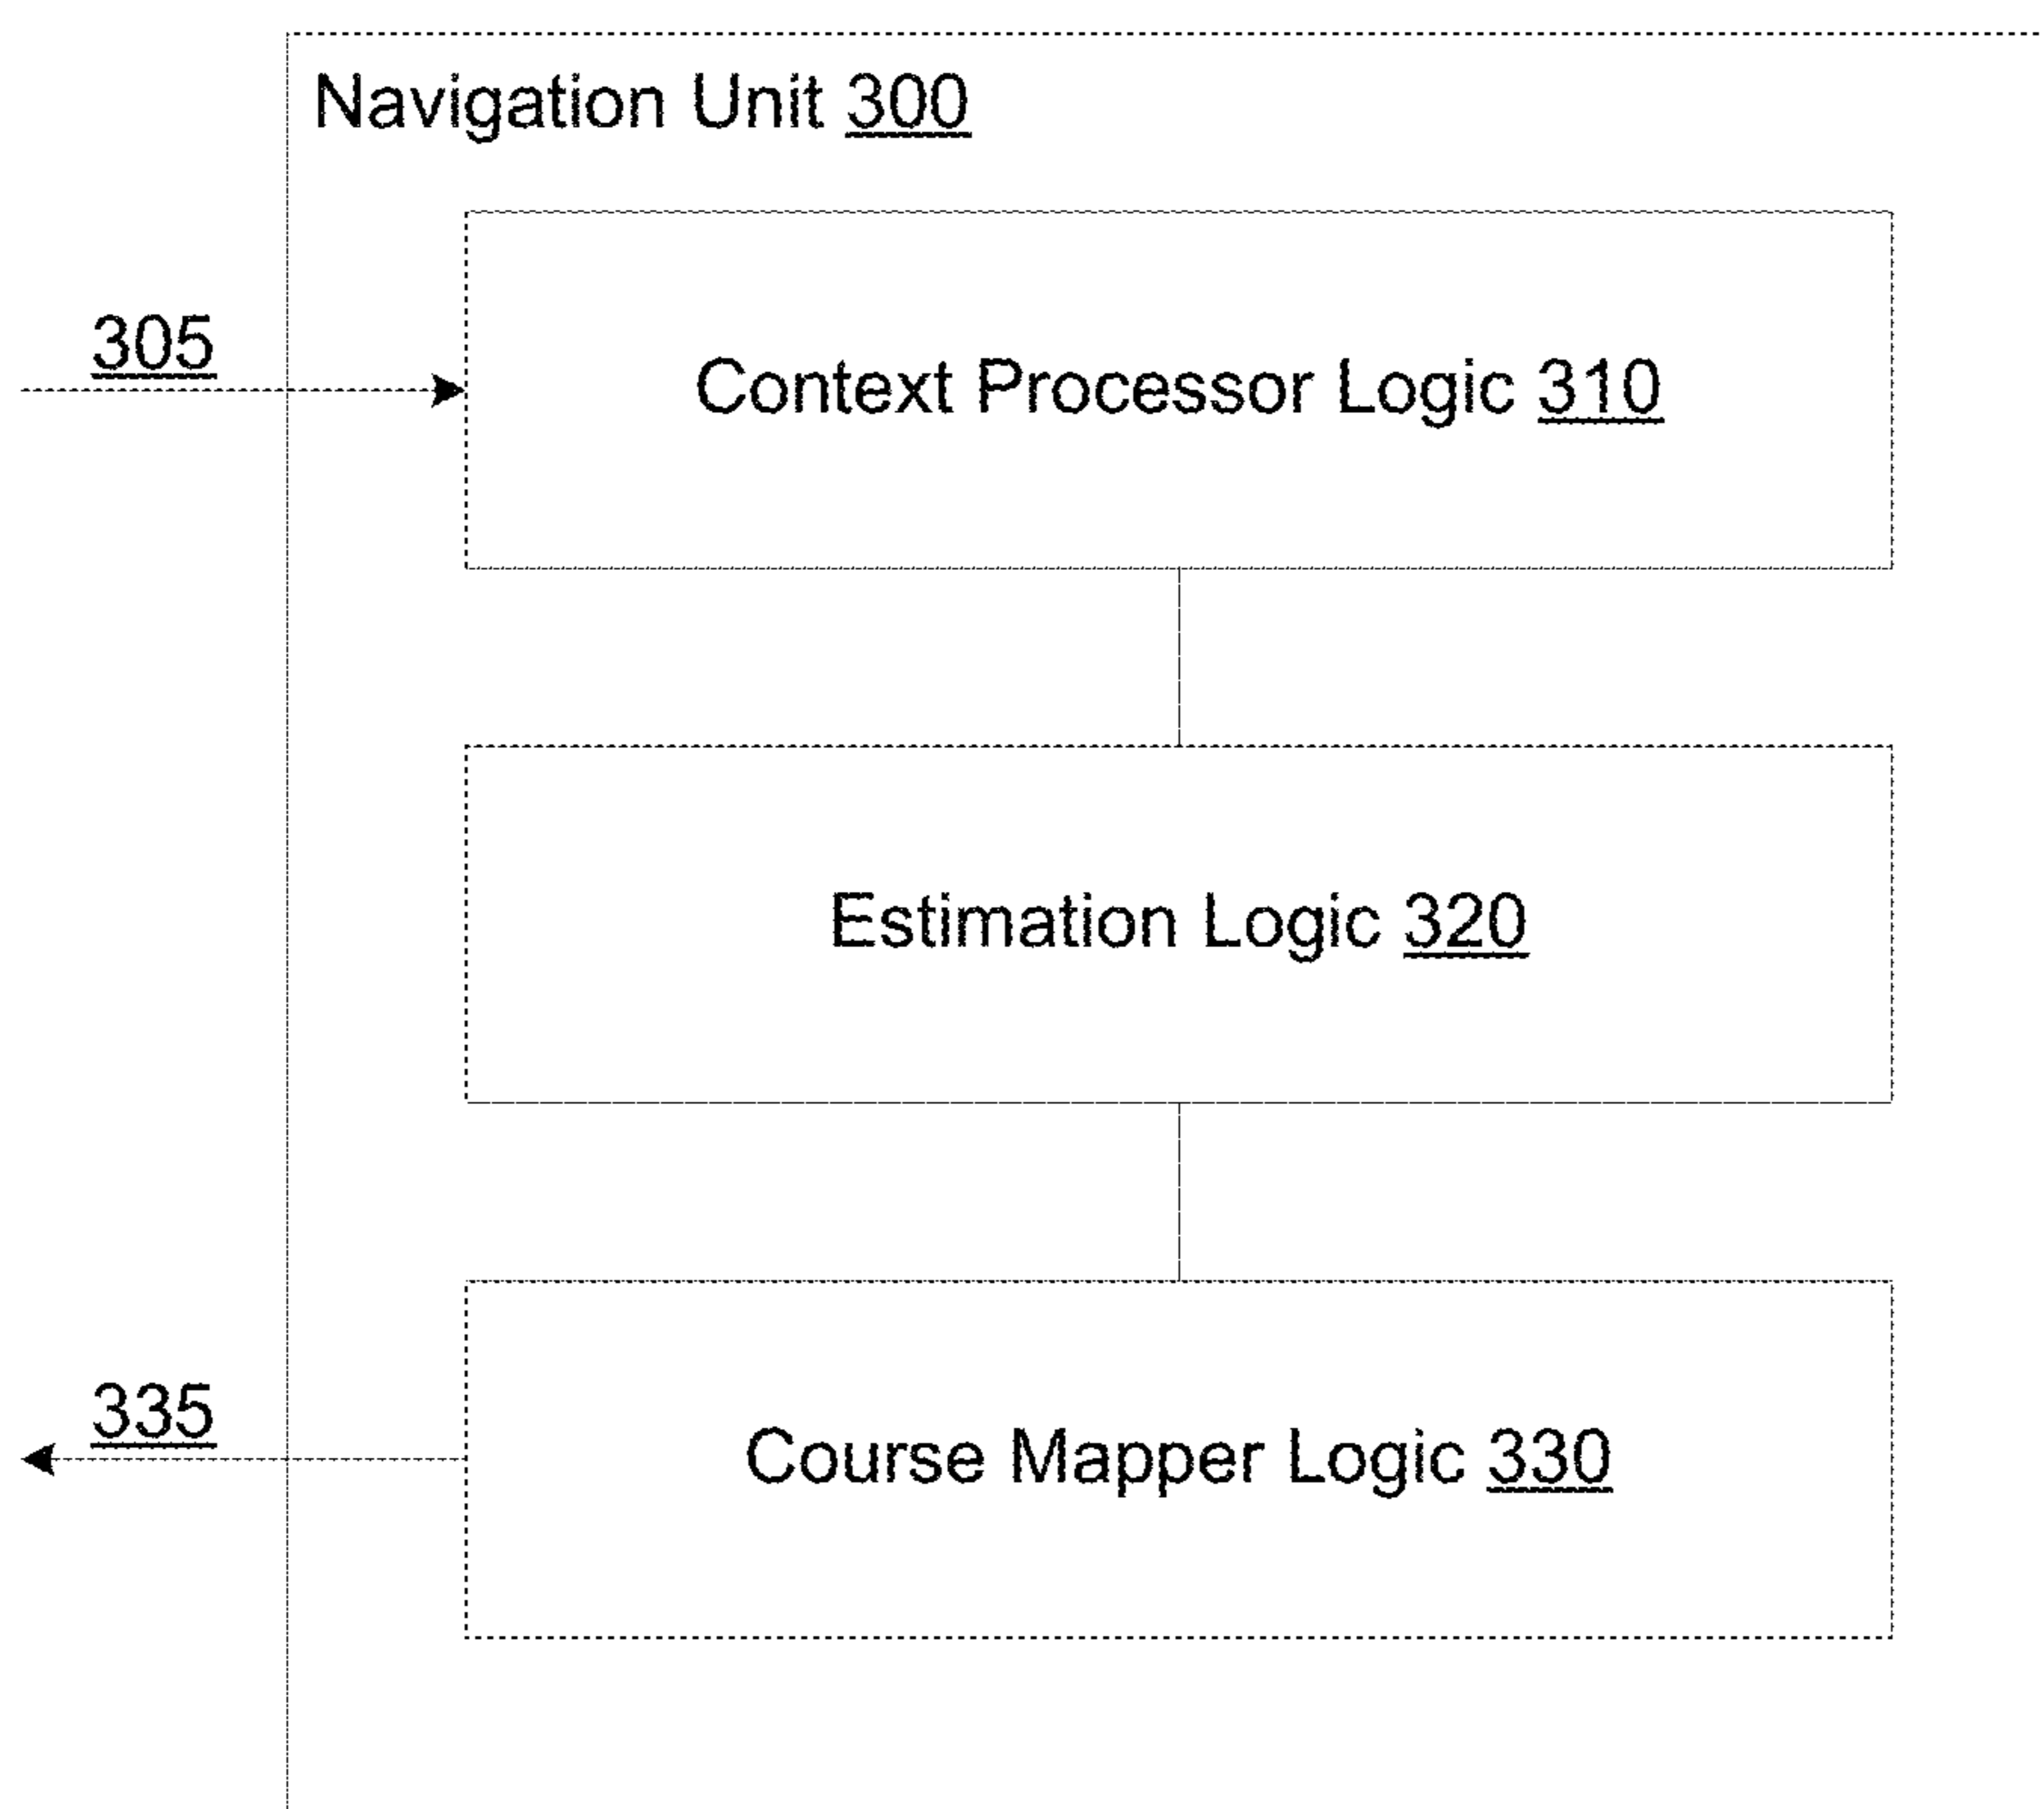 Navigation Unit 300
305
Context Processor Logic 310
Estimation Logic 320
335
Course Mapper Logic 330